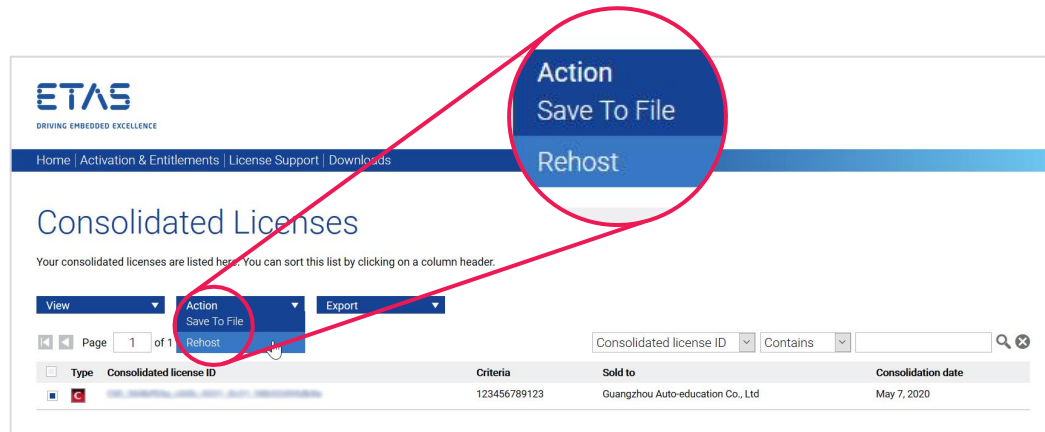 Action
Save To File
Rehost
ETAS
DRIVING EMBEDDED EXCELLENCE
Home | Activation & Entitlements | License Support | Downloads
Consolidated Licenses
Your consolidated licenses are listed here. You can sort this list by clicking on a column header.
View Action Export
Save To File
Rehost
Page 1 of 1 Consolidated license ID Contains
Type Consolidated license ID Criteria Sold to Consolidation date
C 123456789123 Guangzhou Auto-education Co., Ltd May 7, 2020